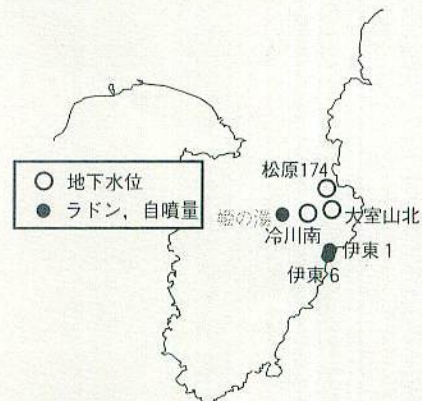 松原174
地下水位
ラドン，自噴量
姫の湯
大室山北
冷川南
伊東1
伊東6